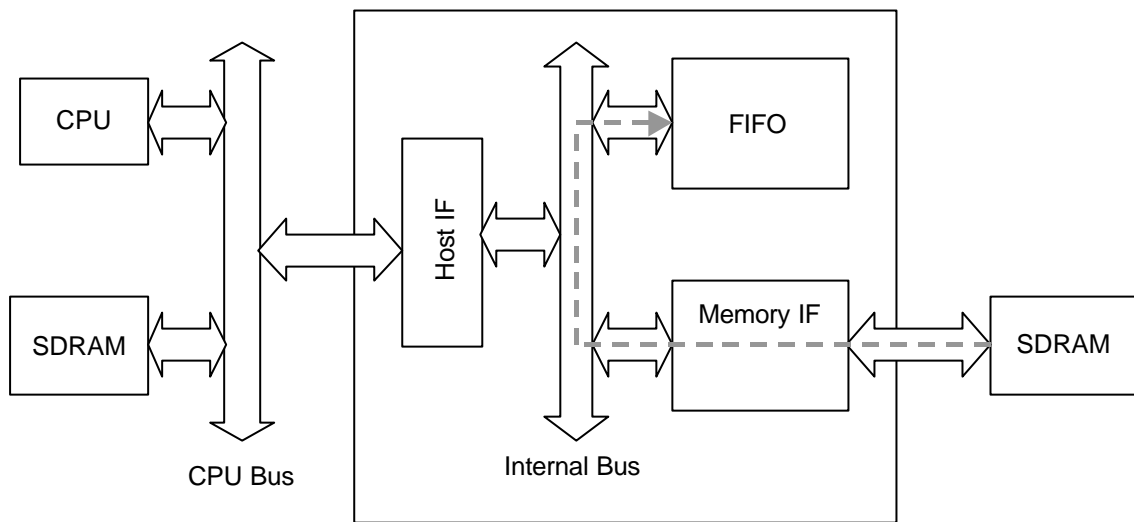 CPU
FIFO
Host IF
Memory IF
SDRAM
SDRAM
CPU Bus
Internal Bus